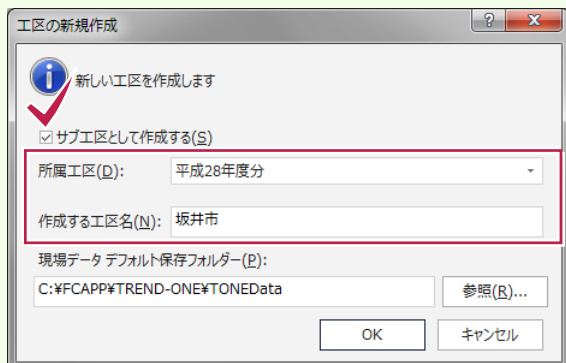 工区の新規作成
新しい工区を作成します
サブ工区として作成する(S)
所属工区(D): 平成28年度分
作成する工区名(N): 坂井市
現場データ デフォルト保存フォルダー(P):
C:¥FCAPP¥TREND-ONE¥TONEData 参照(R)...
OK キャンセル